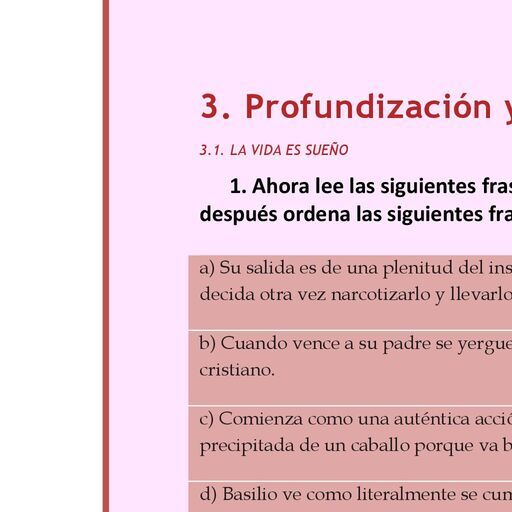 3. Profundización y
3.1. LA VIDA ES SUEÑO
1. Ahora lee las siguientes fras
después ordena las siguientes fra
a) Su salida es de una plenitud del ins
decida otra vez narcotizarlo y llevarlo
b) Cuando vence a su padre se yergue
cristiano.
c) Comienza como una auténtica acció
precipitada de un caballo porque va b
d) Basilio ve como literalmente se cum